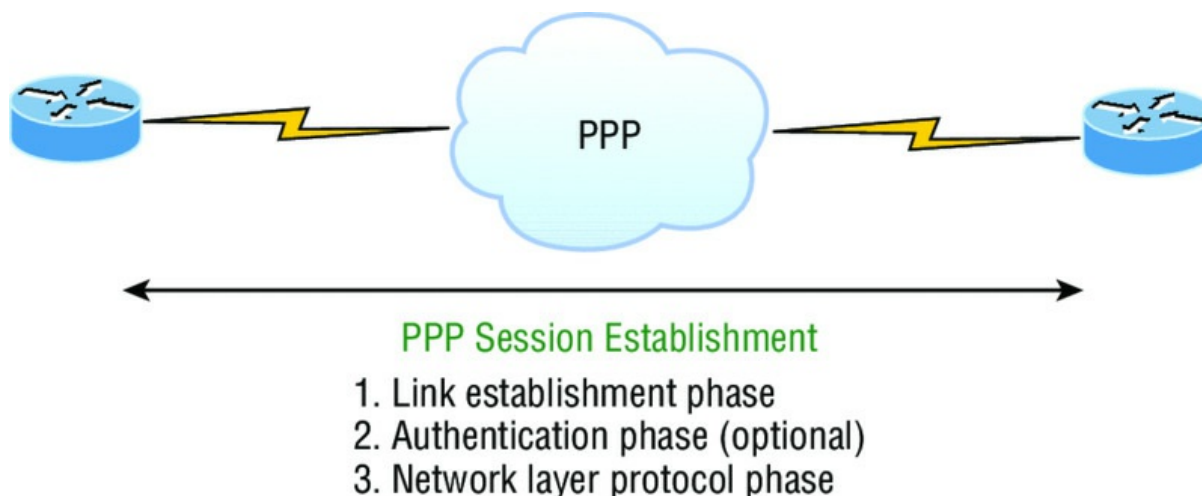 PPP
PPP Session Establishment
1. Link establishment phase
2. Authentication phase (optional)
3. Network layer protocol phase